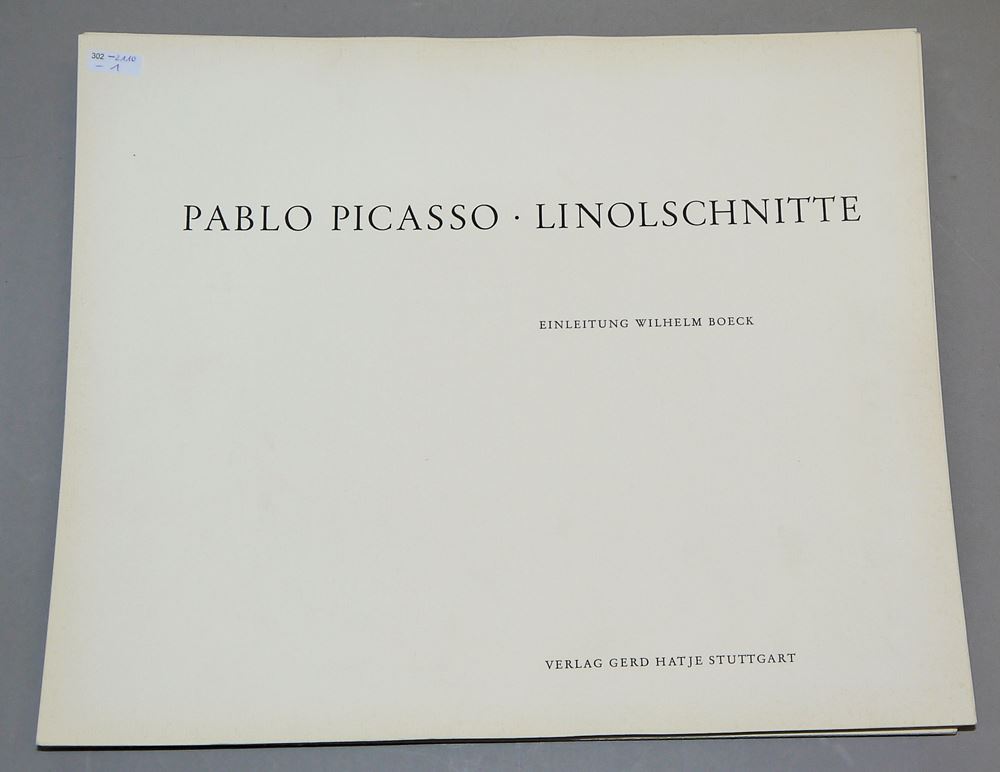 302 – 2110
– 1
PABLO PICASSO · LINOLSCHNITTE
EINLEITUNG WILHELM BOECK
VERLAG GERD HATJE STUTTGART